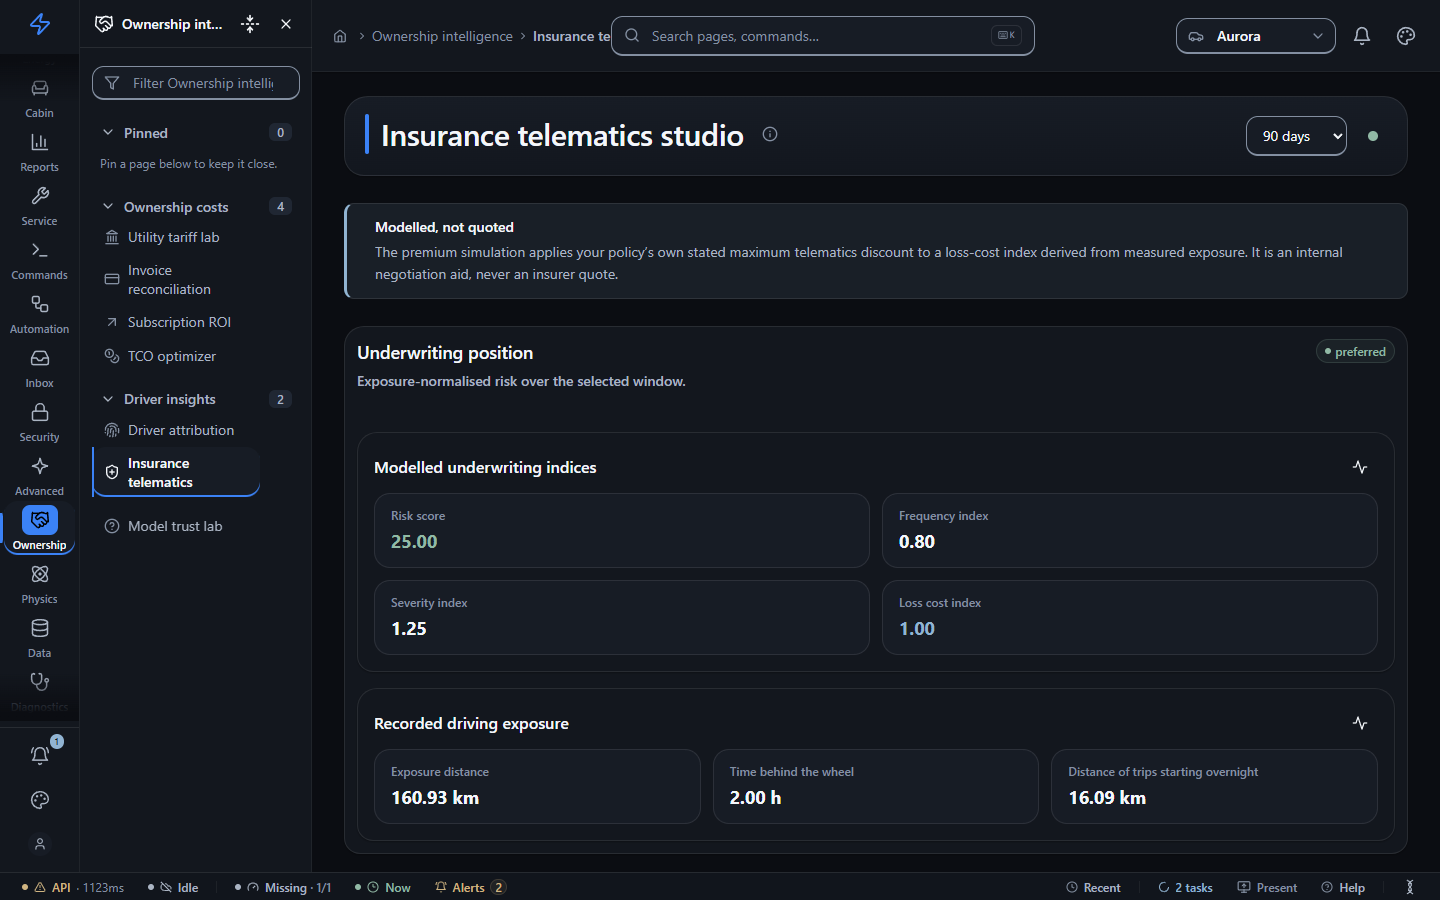 Ownership int...
Ownership intelligence
Insurance te
Search pages, commands...
K
Aurora
Cabin
Reports
Service
Commands
Automation
Inbox
Security
Advanced
Ownership
Physics
Data
Diagnostics
1
Filter Ownership intelli
Pinned
0
Pin a page below to keep it close.
Ownership costs
4
Utility tariff lab
Invoice
reconciliation
Subscription ROI
TCO optimizer
Driver insights
2
Driver attribution
Insurance
telematics
Model trust lab
Insurance telematics studio
90 days
Modelled, not quoted
The premium simulation applies your policy’s own stated maximum telematics discount to a loss-cost index derived from measured exposure. It is an internal
negotiation aid, never an insurer quote.
Underwriting position
preferred
Exposure-normalised risk over the selected window.
Modelled underwriting indices
Risk score
25.00
Frequency index
0.80
Severity index
1.25
Loss cost index
1.00
Recorded driving exposure
Exposure distance
160.93 km
Time behind the wheel
2.00 h
Distance of trips starting overnight
16.09 km
API · 1123ms
Idle
Missing · 1/1
Now
Alerts 2
Recent
2 tasks
Present
Help